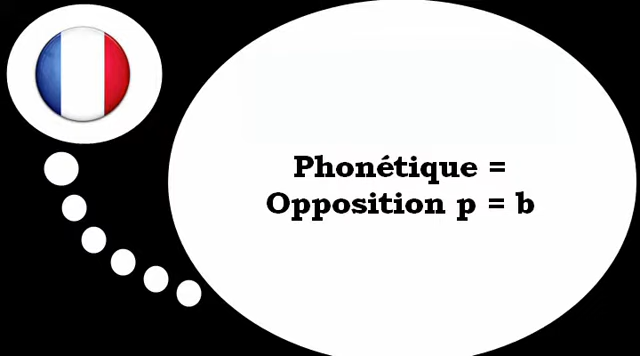 Phonétique =
Opposition p = b